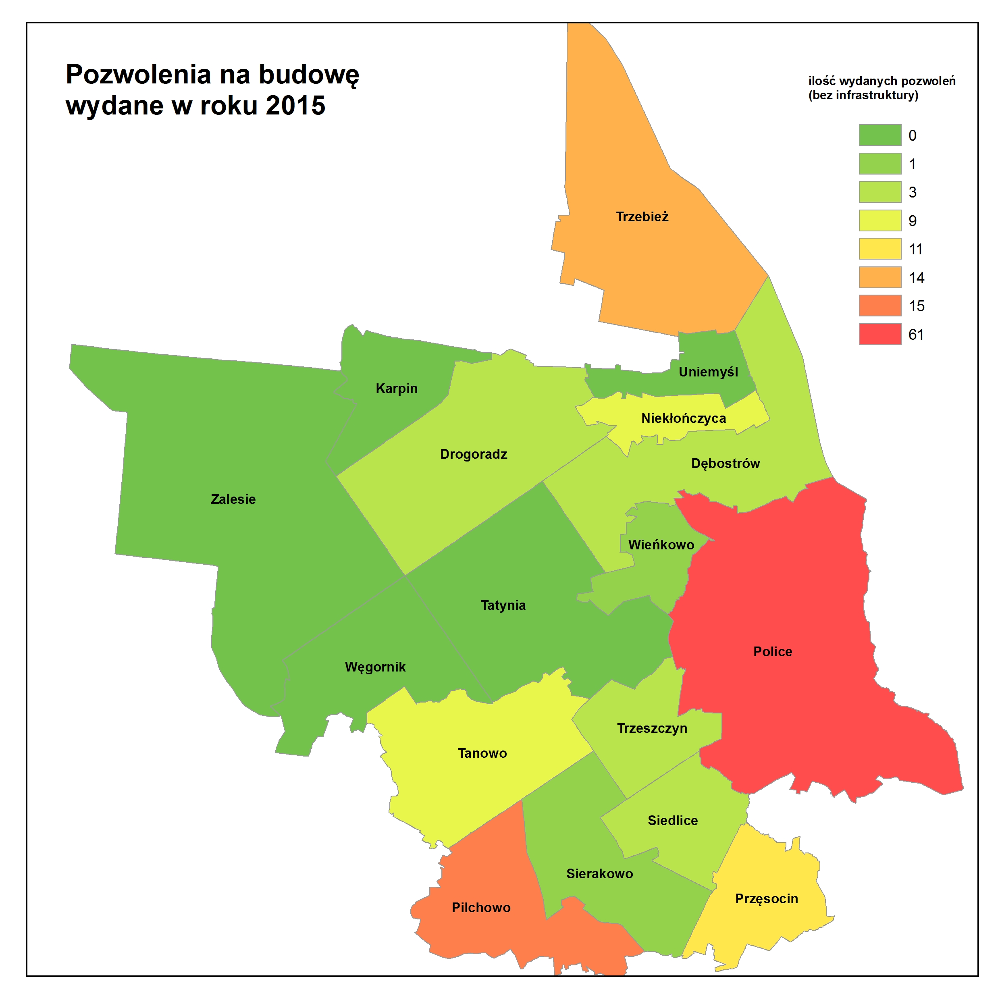 Pozwolenia na budowę
wydane w roku 2015
ilość wydanych pozwoleń
(bez infrastruktury)
0
1
3
9
11
14
15
61
Trzebież
Uniemyśl
Karpin
Niekłończyca
Drogoradz
Dębostrów
Zalesie
Wieńkowo
Tatynia
Police
Węgornik
Trzeszczyn
Tanowo
Siedlice
Sierakowo
Przęsocin
Pilchowo